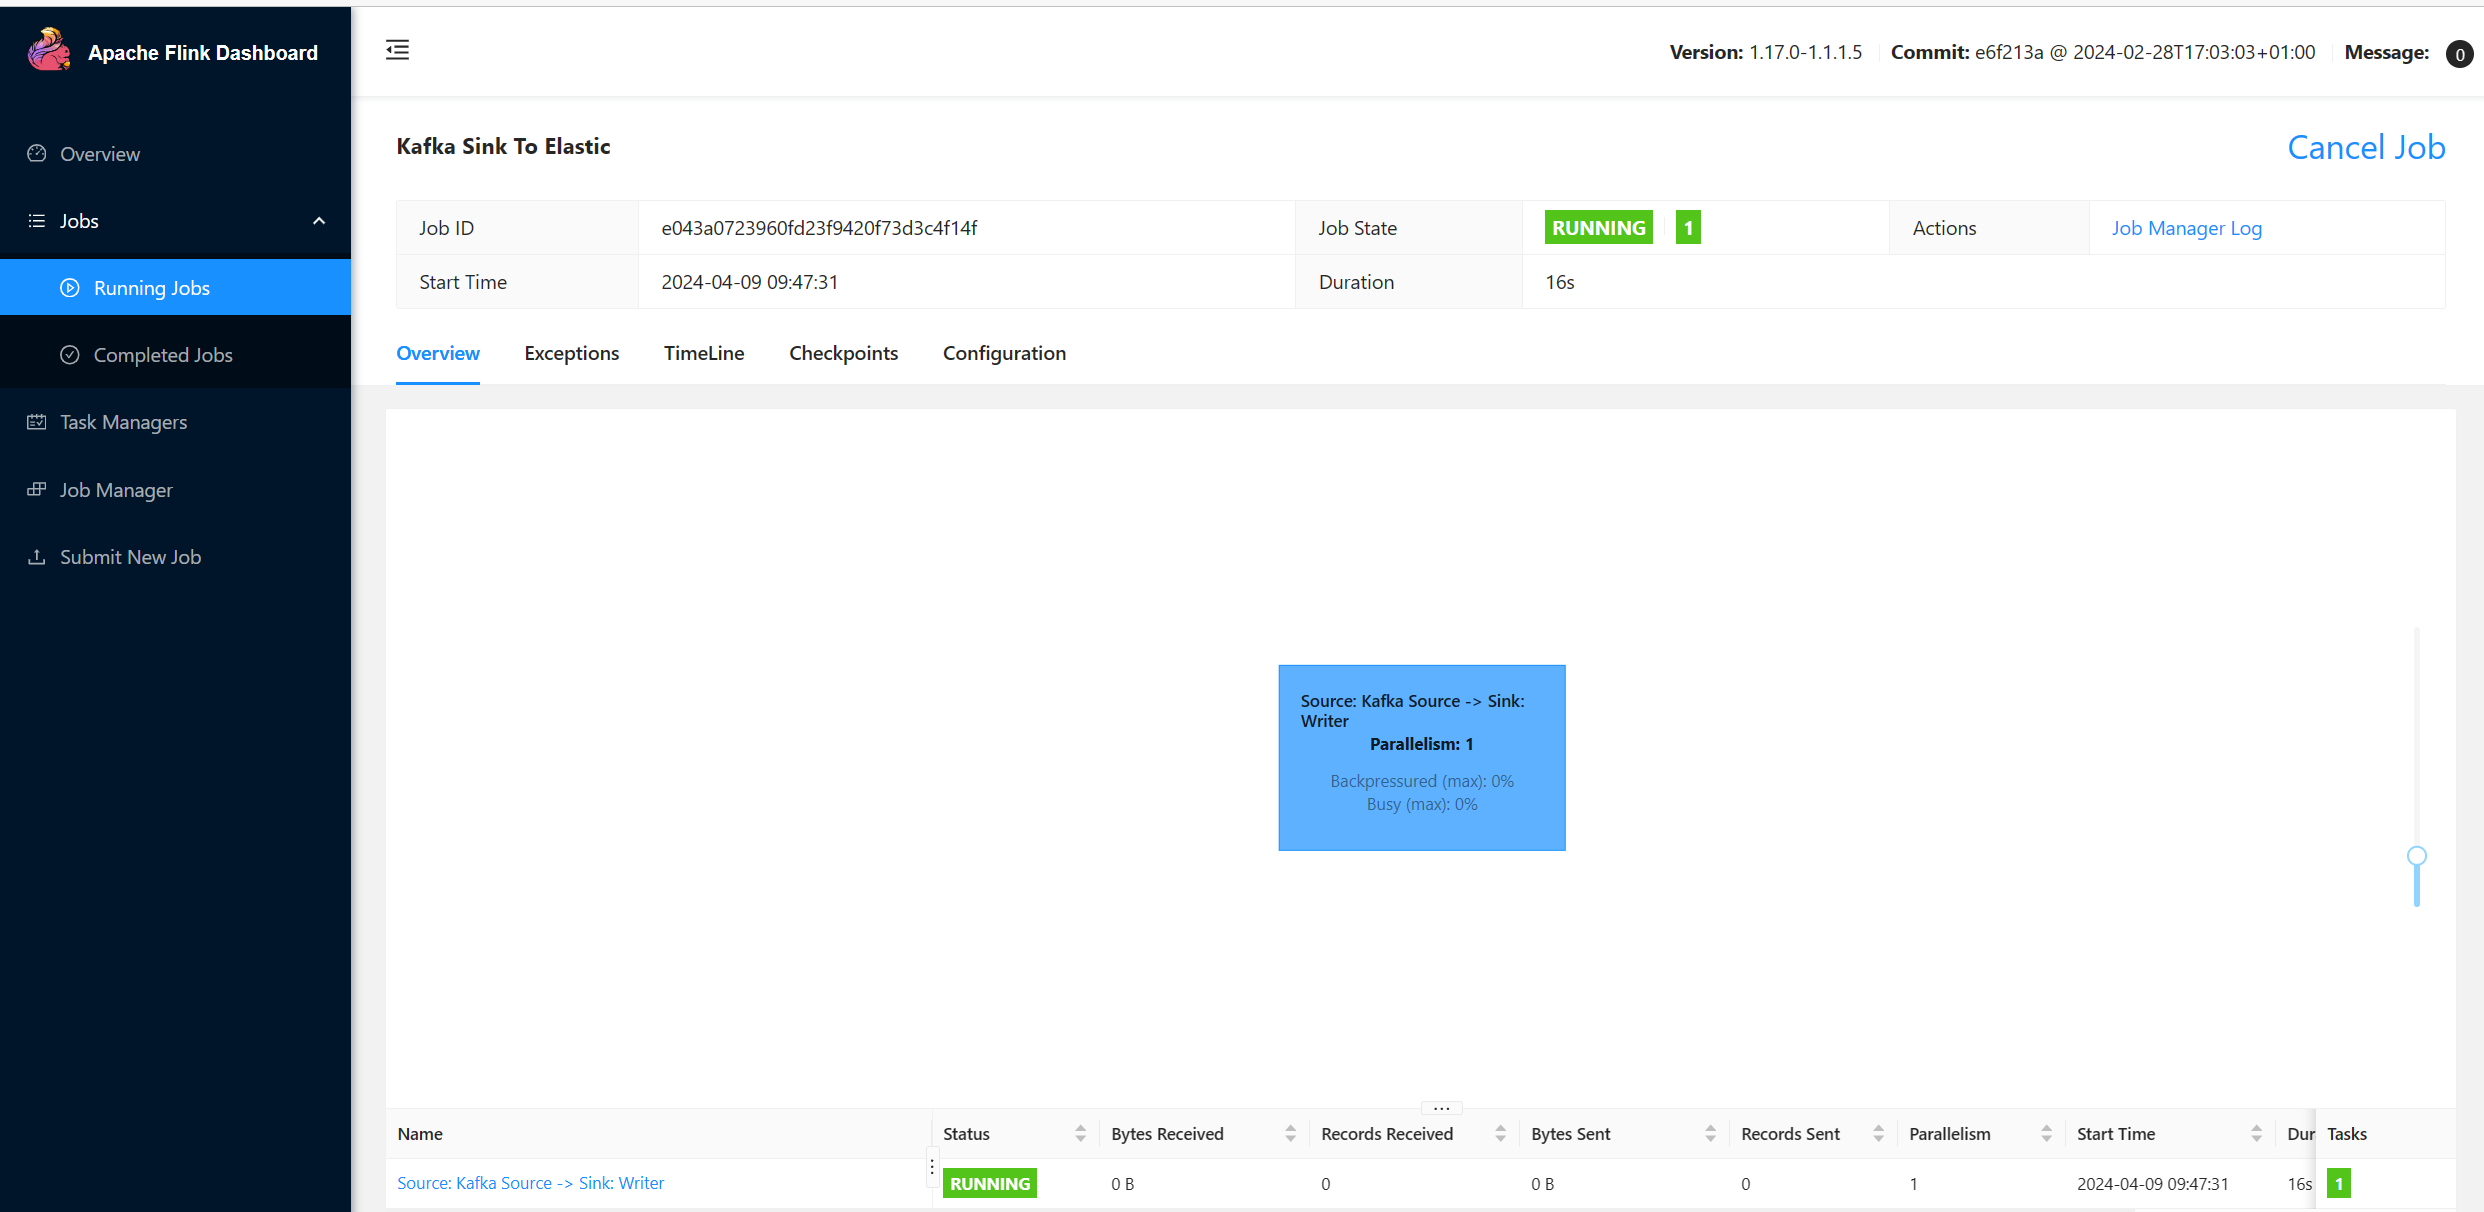 Apache Flink Dashboard
Version: 1.17.0-1.1.1.5 Commit: e6f213a @ 2024-02-28T17:03:03+01:00 Message: 0
Overview
Jobs
Running Jobs
Completed Jobs
Task Managers
Job Manager
Submit New Job
Kafka Sink To Elastic
Cancel Job
Job ID e043a0723960fd23f9420f73d3c4f14f Job State RUNNING 1 Actions Job Manager Log
Start Time 2024-04-09 09:47:31 Duration 16s
Overview Exceptions TimeLine Checkpoints Configuration
Source: Kafka Source -> Sink:
Writer
Parallelism: 1
Backpressured (max): 0%
Busy (max): 0%
Name Status Bytes Received Records Received Bytes Sent Records Sent Parallelism Start Time Dur Tasks
Source: Kafka Source -> Sink: Writer RUNNING 0 B 0 0 B 0 1 2024-04-09 09:47:31 16s 1